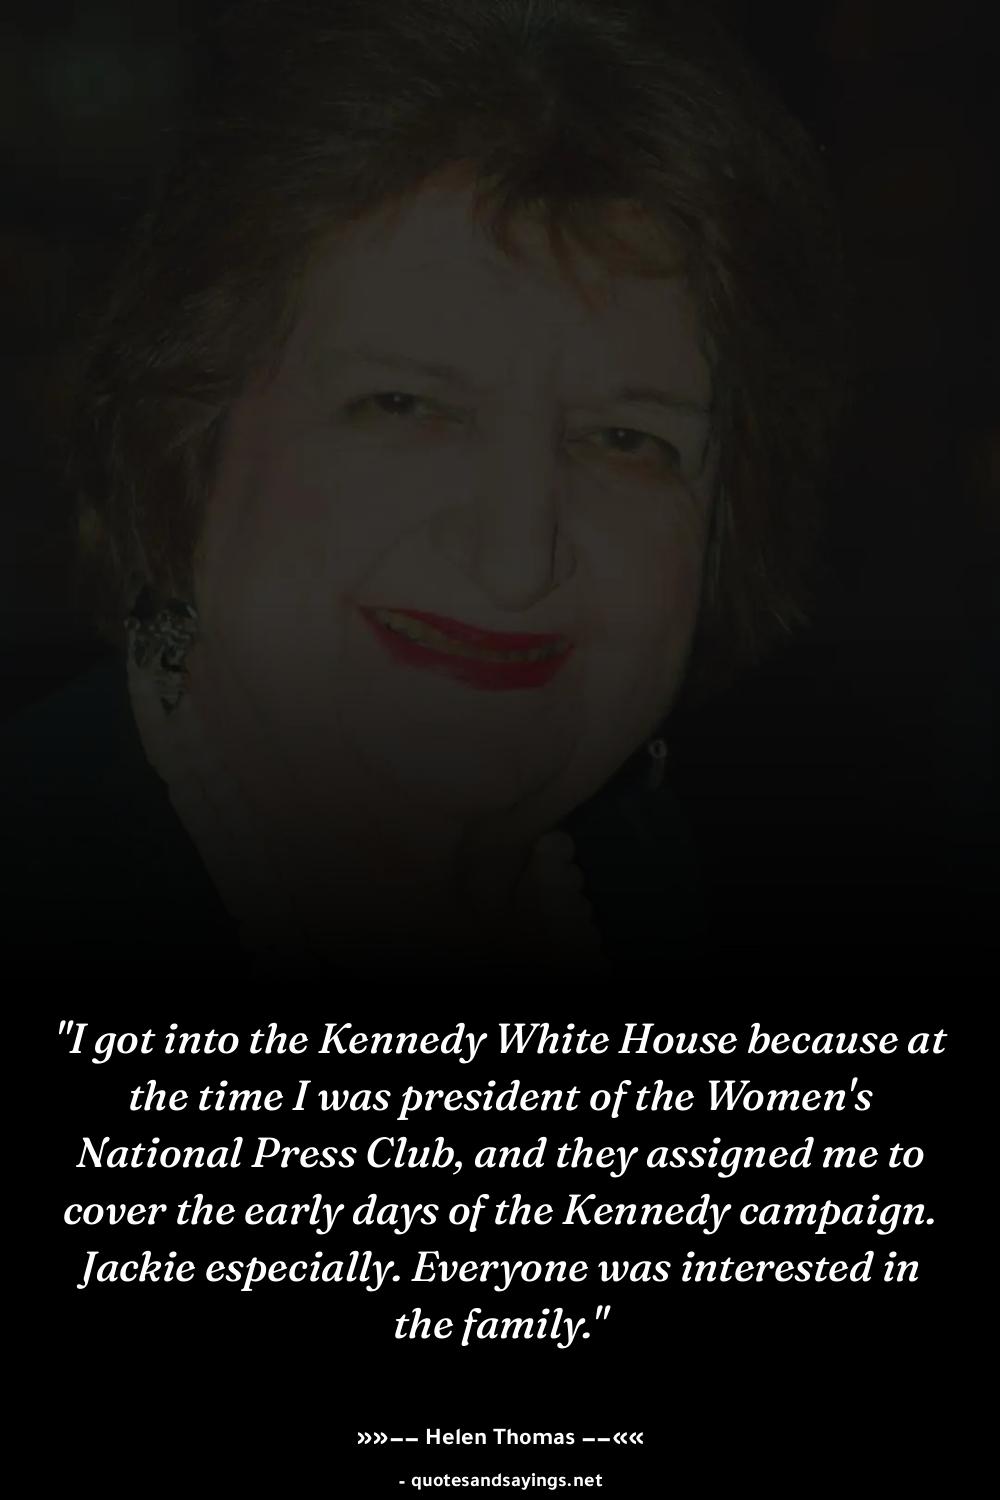 "I got into the Kennedy White House because at
the time I was president of the Women's
National Press Club, and they assigned me to
cover the early days of the Kennedy campaign.
Jackie especially. Everyone was interested in
the family."
»»−− Helen Thomas −−««
- quotesandsayings.net